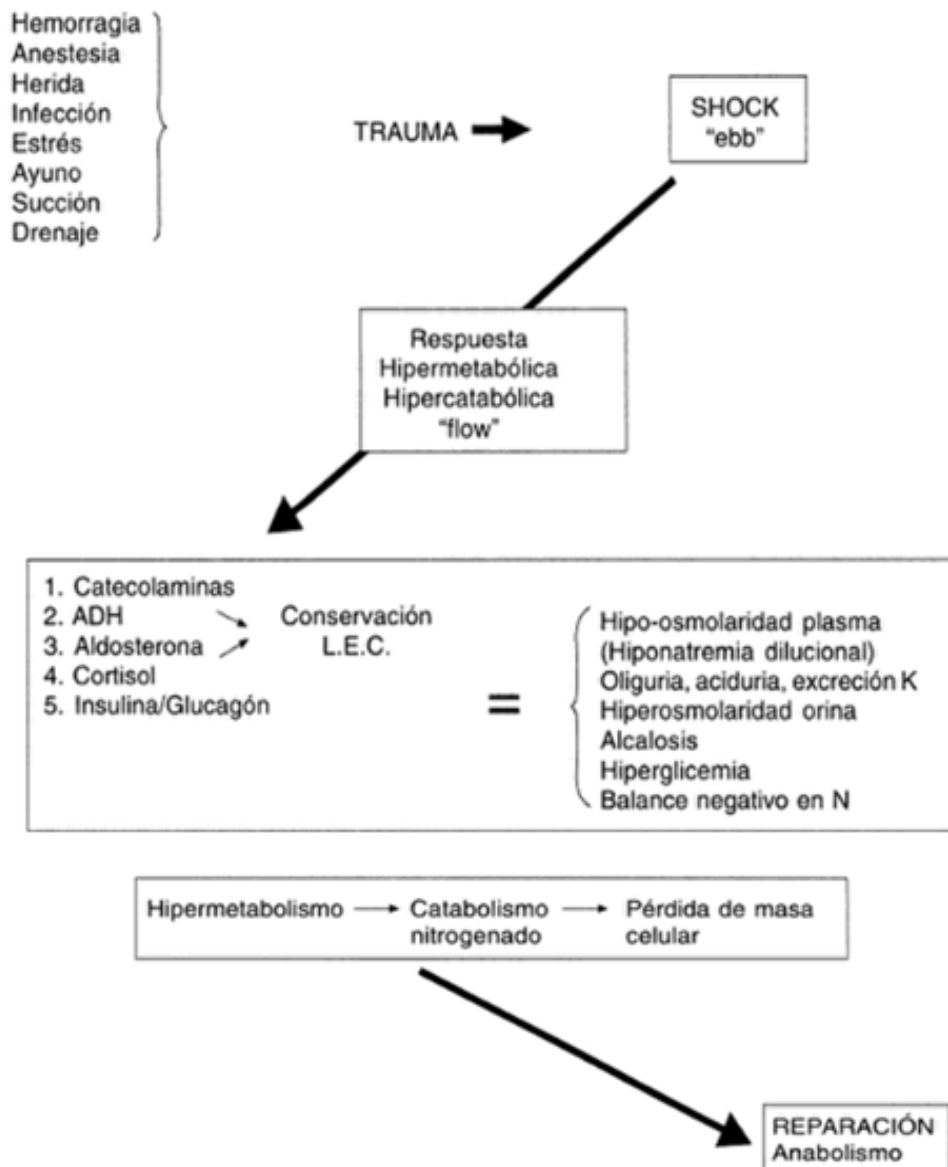 Hemorragia
Anestesia
Herida
Infección
Estrés
Ayuno
Succión
Drenaje
TRAUMA
SHOCK
“ebb”
Respuesta
Hipermetabólica
Hipercatabólica
“flow”
1. Catecolaminas
2. ADH
3. Aldosterona
4. Cortisol
5. Insulina/Glucagón
Conservación
L.E.C.
=
Hipo-osmolaridad plasma
(Hiponatremia dilucional)
Oliguria, aciduria, excreción K
Hiperosmolaridad orina
Alcalosis
Hiperglicemia
Balance negativo en N
Hipermetabolismo → Catabolismo → Pérdida de masa
nitrogenado celular
REPARACIÓN
Anabolismo